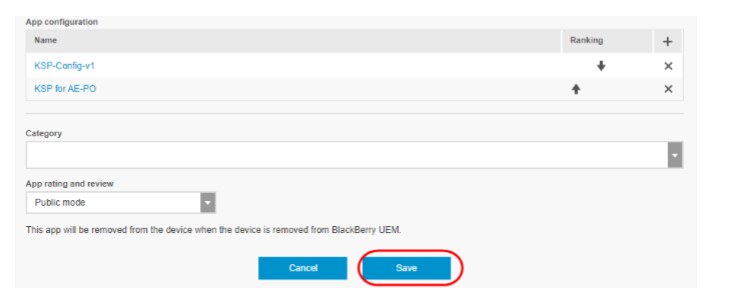 App configuration
Name Ranking +
KSP-Config-v1
KSP for AE-PO
Category
App rating and review
Public mode
This app will be removed from the device when the device is removed from BlackBerry UEM.
Cancel Save